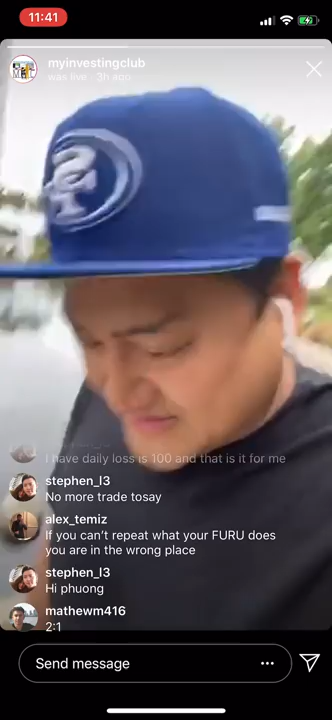 11:41
myinvestingclub
was live · 3h ago
SF
I have daily loss is 100 and that is it for me
stephen_l3
No more trade tosay
alex_temiz
If you can't repeat what your FURU does
you are in the wrong place
stephen_l3
Hi phuong
mathewm416
2:1
Send message